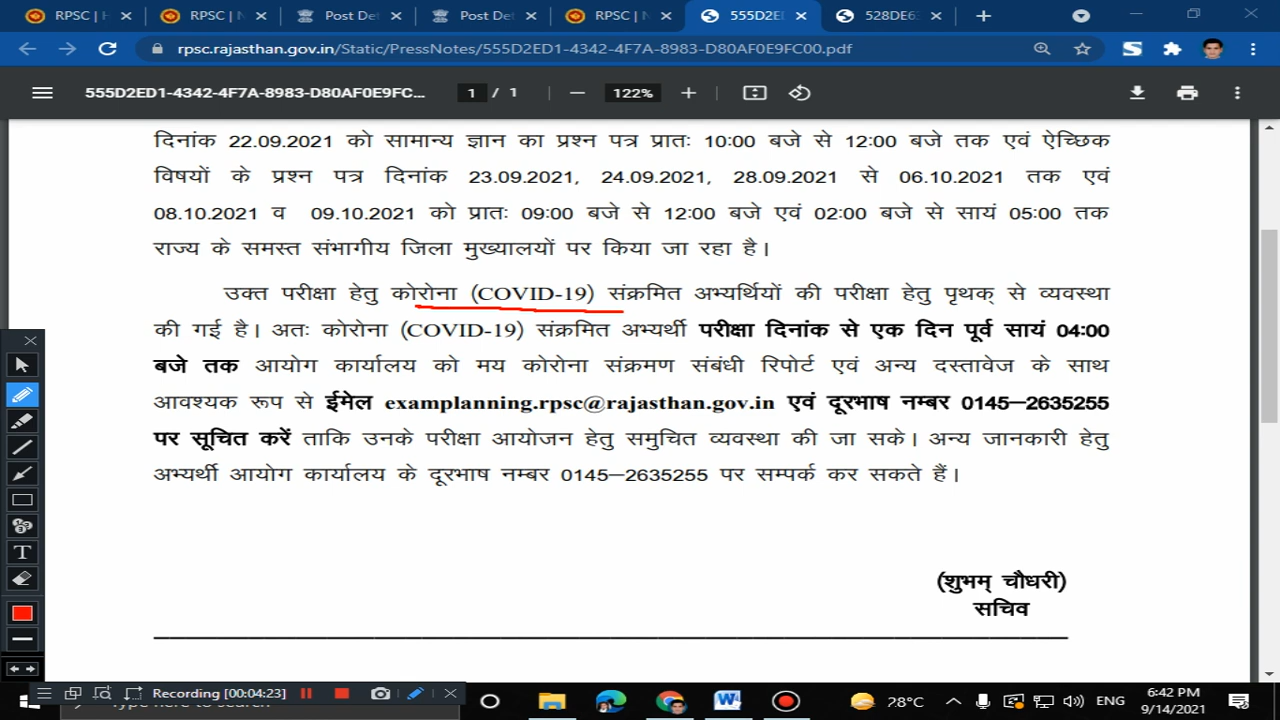 RPSC | H
RPSC | N
Post Det
Post Det
RPSC | N
555D2ED
528DE6
rpsc.rajasthan.gov.in/Static/PressNotes/555D2ED1-4342-4F7A-8983-D80AF0E9FC00.pdf
555D2ED1-4342-4F7A-8983-D80AF0E9FC... 1 / 1 122%
दिनांक 22.09.2021 को सामान्य ज्ञान का प्रश्न पत्र प्रातः 10:00 बजे से 12:00 बजे तक एवं ऐच्छिक
विषयों के प्रश्न पत्र दिनांक 23.09.2021, 24.09.2021, 28.09.2021 से 06.10.2021 तक एवं
08.10.2021 व 09.10.2021 को प्रातः 09:00 बजे से 12:00 बजे एवं 02:00 बजे से सायं 05:00 तक
राज्य के समस्त संभागीय जिला मुख्यालयों पर किया जा रहा है।
उक्त परीक्षा हेतु कोरोना (COVID-19) संक्रमित अभ्यर्थियों की परीक्षा हेतु पृथक् से व्यवस्था
की गई है। अतः कोरोना (COVID-19) संक्रमित अभ्यर्थी परीक्षा दिनांक से एक दिन पूर्व सायं 04:00
बजे तक आयोग कार्यालय को मय कोरोना संक्रमण संबंधी रिपोर्ट एवं अन्य दस्तावेज के साथ
आवश्यक रूप से ईमेल examplanning.rpsc@rajasthan.gov.in एवं दूरभाष नम्बर 0145–2635255
पर सूचित करें ताकि उनके परीक्षा आयोजन हेतु समुचित व्यवस्था की जा सके। अन्य जानकारी हेतु
अभ्यर्थी आयोग कार्यालय के दूरभाष नम्बर 0145–2635255 पर सम्पर्क कर सकते हैं।
(शुभम् चौधरी)
सचिव
Recording [00:04:23]
28°C ENG 6:42 PM
9/14/2021